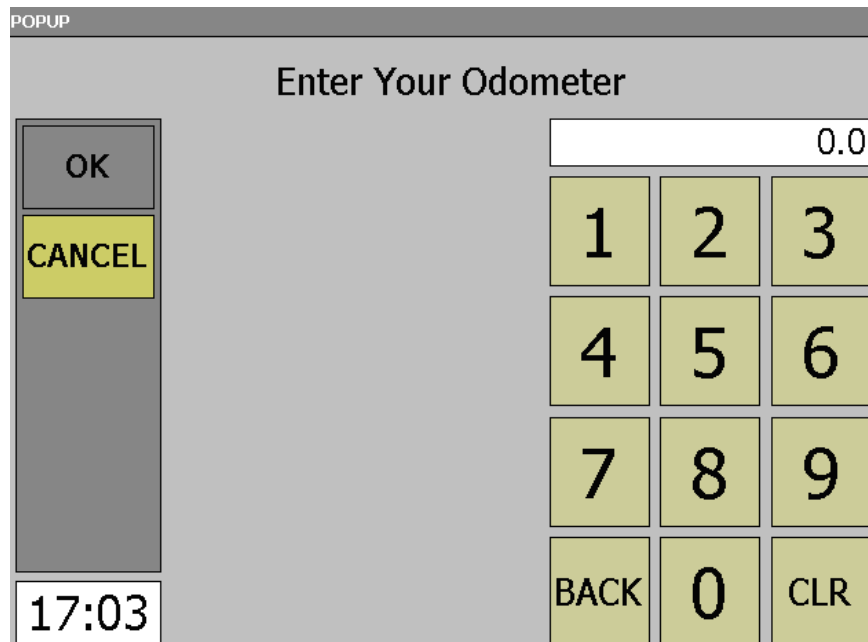 POPUP
Enter Your Odometer
OK
CANCEL
17:03
0.0
1 2 3
4 5 6
7 8 9
BACK 0 CLR